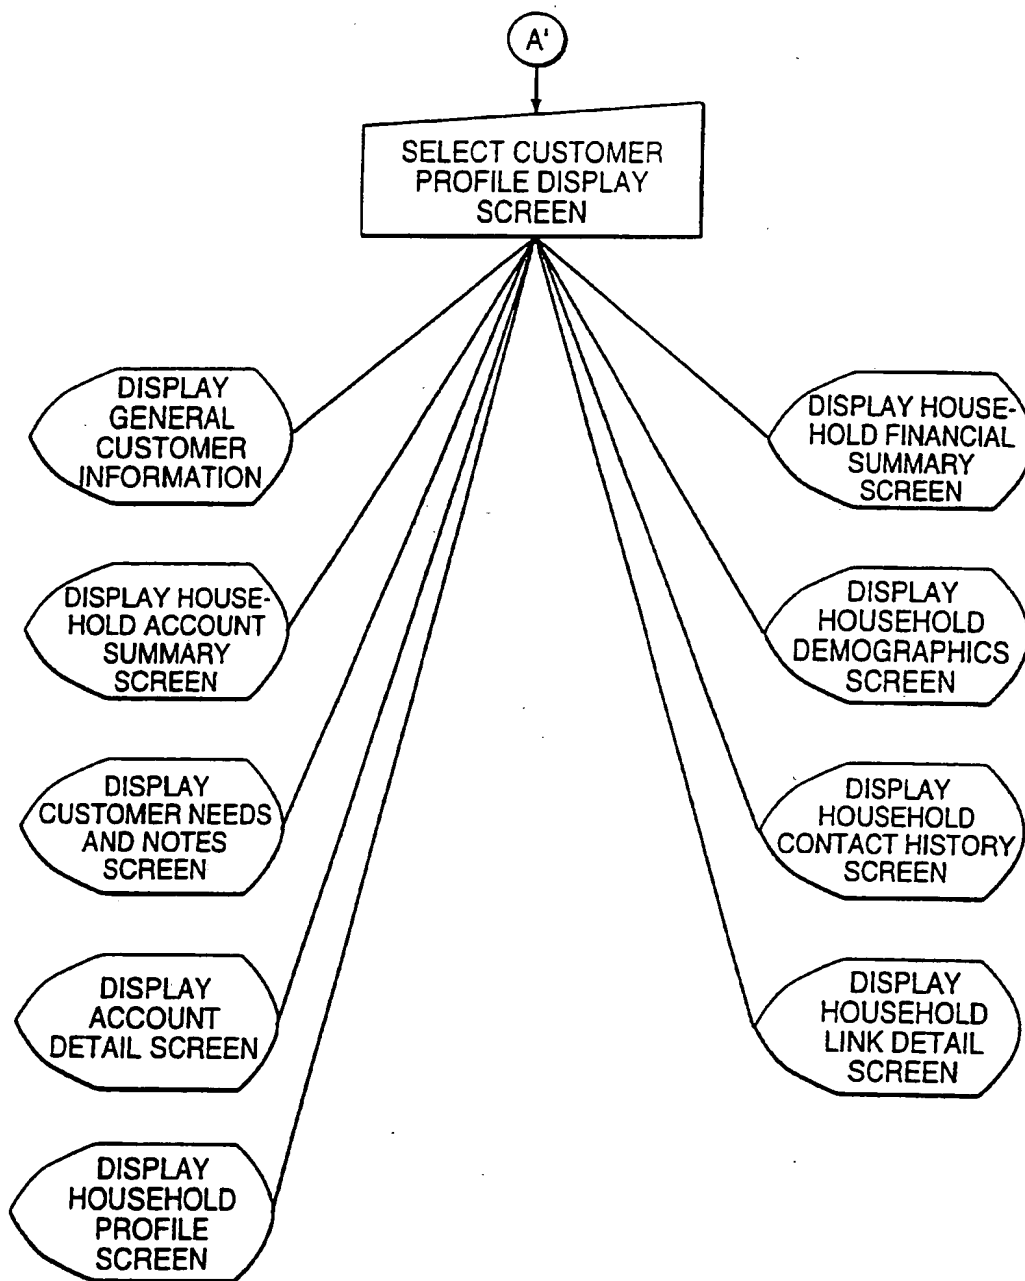 A'
SELECT CUSTOMER
PROFILE DISPLAY
SCREEN
DISPLAY
GENERAL
CUSTOMER
INFORMATION
DISPLAY HOUSE-
HOLD ACCOUNT
SUMMARY
SCREEN
DISPLAY
CUSTOMER NEEDS
AND NOTES
SCREEN
DISPLAY
ACCOUNT
DETAIL SCREEN
DISPLAY
HOUSEHOLD
PROFILE
SCREEN
DISPLAY HOUSE-
HOLD FINANCIAL
SUMMARY
SCREEN
DISPLAY
HOUSEHOLD
DEMOGRAPHICS
SCREEN
DISPLAY
HOUSEHOLD
CONTACT HISTORY
SCREEN
DISPLAY
HOUSEHOLD
LINK DETAIL
SCREEN